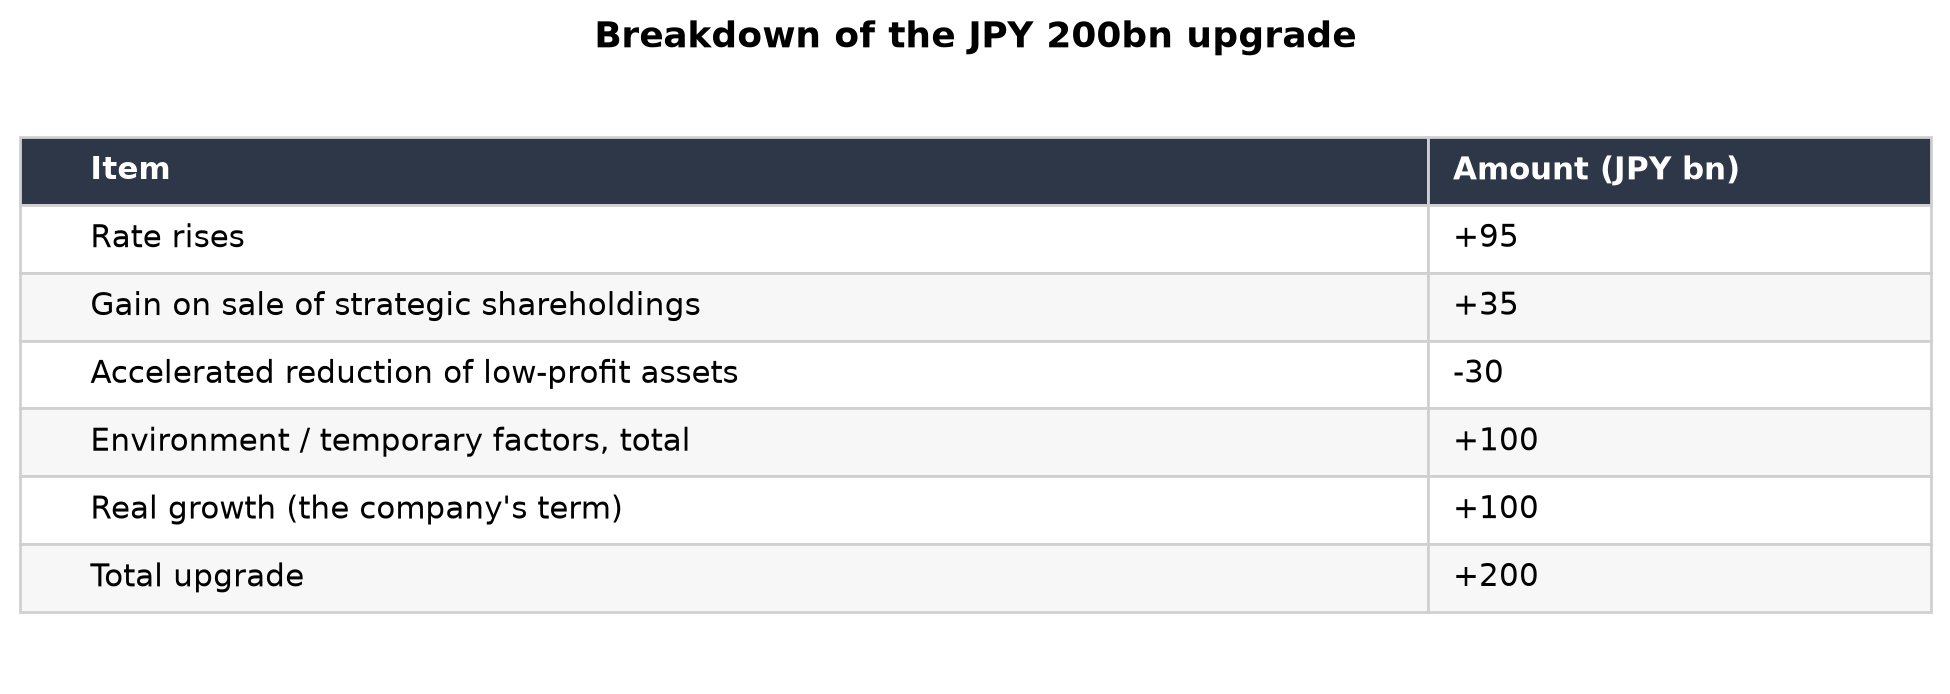 Breakdown of the JPY 200bn upgrade
Item Amount (JPY bn)
Rate rises +95
Gain on sale of strategic shareholdings +35
Accelerated reduction of low-profit assets -30
Environment / temporary factors, total +100
Real growth (the company's term) +100
Total upgrade +200